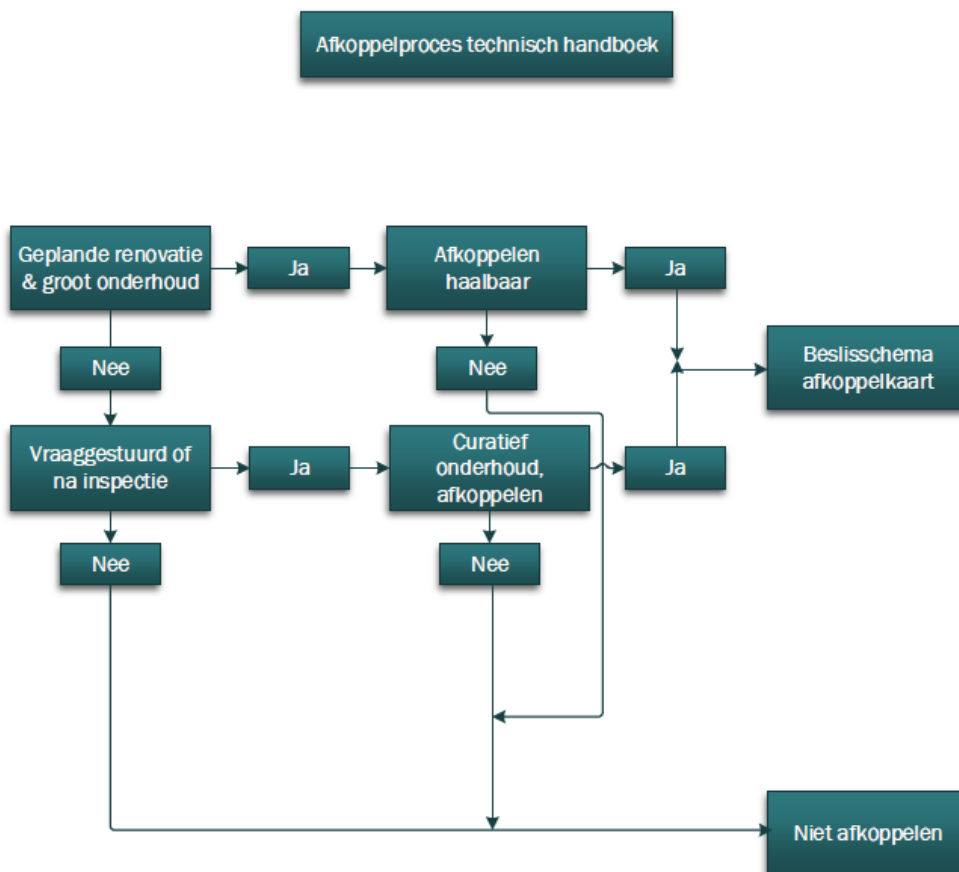 Afkoppelproces technisch handboek
Geplande renovatie
& groot onderhoud
Ja
Afkoppelen
haalbaar
Ja
Nee
Nee
Beslisschema
afkoppelkaart
Vraaggestuurd of
na inspectie
Ja
Curatief
onderhoud,
afkoppelen
Ja
Nee
Nee
Niet afkoppelen